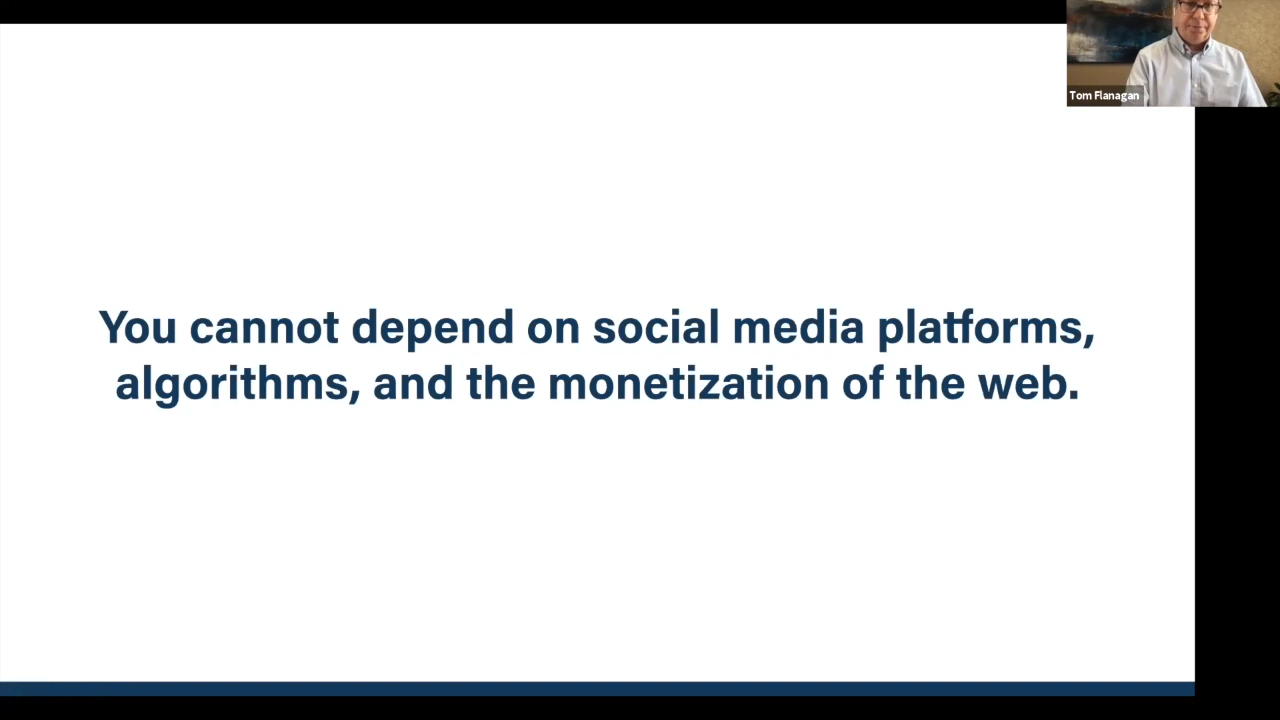 Tom Flanagan
You cannot depend on social media platforms,
algorithms, and the monetization of the web.